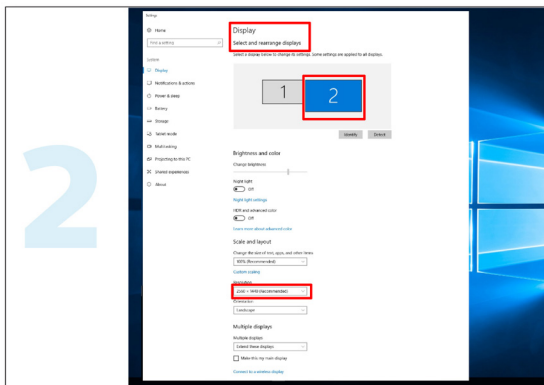 Settings
Home
Find a setting
System
Display
Notifications & actions
Power & sleep
Battery
Storage
Tablet mode
Multitasking
Projecting to this PC
Shared experiences
About
2
Display
Select and rearrange displays
Select a display below to change its settings. Some settings are applied to all displays.
1
2
Identify
Detect
Brightness and color
Change brightness
Night light
Off
Night light settings
HDR and advanced color
Off
Learn more about advanced color
Scale and layout
Change the size of text, apps, and other items
100% (Recommended)
Custom scaling
Resolution
(Recommended)
Orientation
Landscape
Multiple displays
Multiple displays
Extend these displays
Make this my main display
Connect to a wireless display